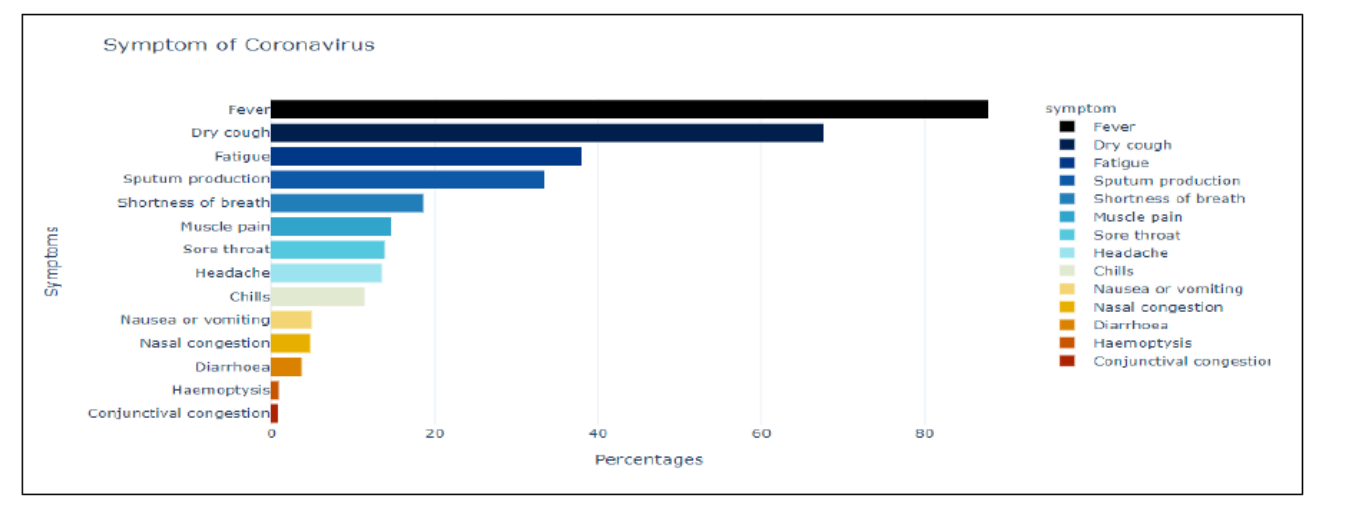 Symptom of Coronavirus
Symptoms
Fever
Dry cough
Fatigue
Sputum production
Shortness of breath
Muscle pain
Sore throat
Headache
Chills
Nausea or vomiting
Nasal congestion
Diarrhoea
Haemoptysis
Conjunctival congestion
0 20 40 60 80
Percentages
symptom
Fever
Dry cough
Fatigue
Sputum production
Shortness of breath
Muscle pain
Sore throat
Headache
Chills
Nausea or vomiting
Nasal congestion
Diarrhoea
Haemoptysis
Conjunctival congestior